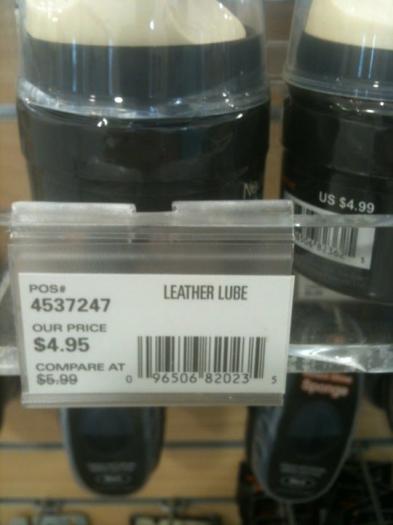 US $4.99
POS#
4537247
LEATHER LUBE
OUR PRICE
$4.95
COMPARE AT
$5.99
0 96506 82023 5
Sponge